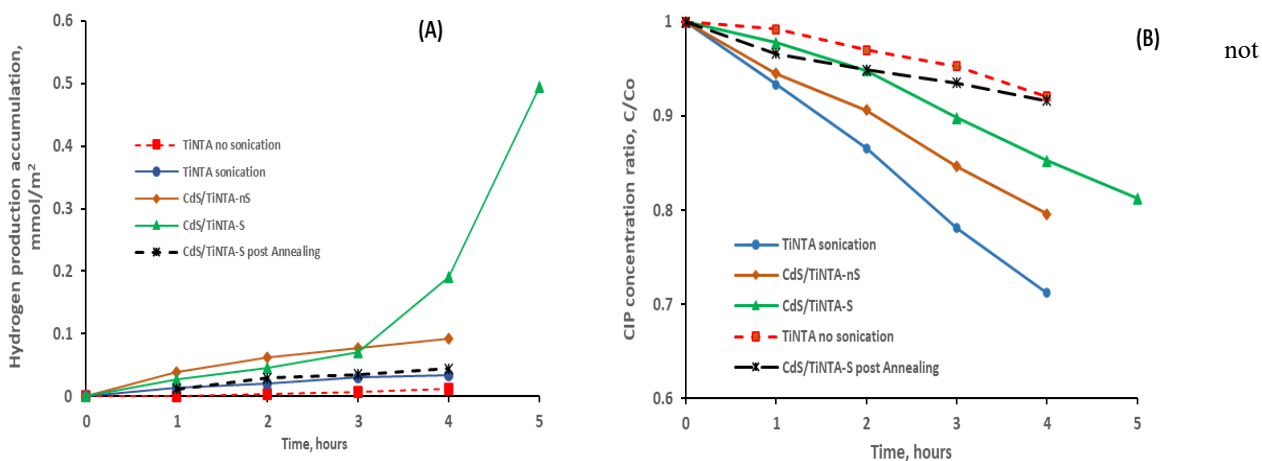 (A)
Hydrogen production accumulation,
mmol/m²
0.6
0.5
0.4
0.3
0.2
0.1
0
TiNTA no sonication
TiNTA sonication
CdS/TiNTA-nS
CdS/TiNTA-S
CdS/TiNTA-S post Annealing
0 1 2 3 4 5
Time, hours
(B)
CIP concentration ratio, C/Co
1
0.9
0.8
0.7
0.6
TiNTA sonication
CdS/TiNTA-nS
CdS/TiNTA-S
TiNTA no sonication
CdS/TiNTA-S post Annealing
0 1 2 3 4 5
Time, hours
not